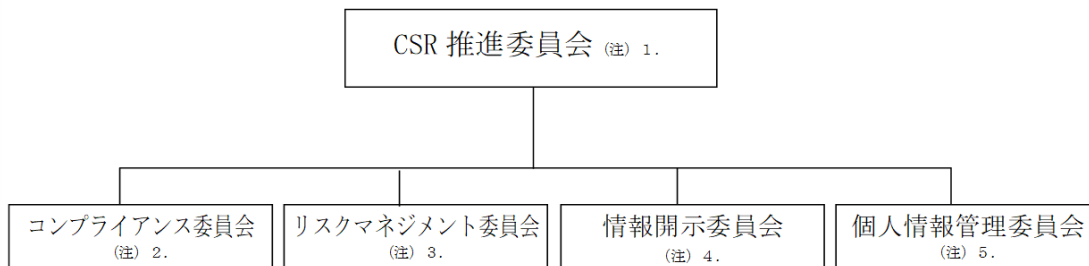 CSR 推進委員会 (注) 1.
コンプライアンス委員会
(注) 2.
リスクマネジメント委員会
(注) 3.
情報開示委員会
(注) 4.
個人情報管理委員会
(注) 5.